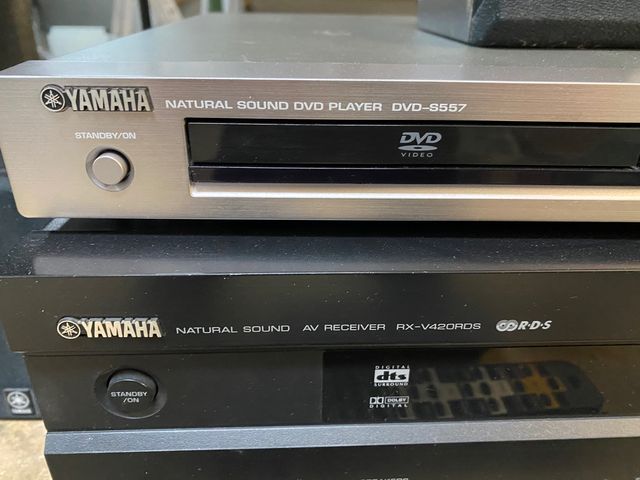 YAMAHA NATURAL SOUND DVD PLAYER DVD-S557
STANDBY/ON
DVD
VIDEO
YAMAHA NATURAL SOUND AV RECEIVER RX-V420RDS R·D·S
STANDBY
/ON
DIGITAL
dts
SURROUND
DOLBY
DIGITAL
SPEAKERS